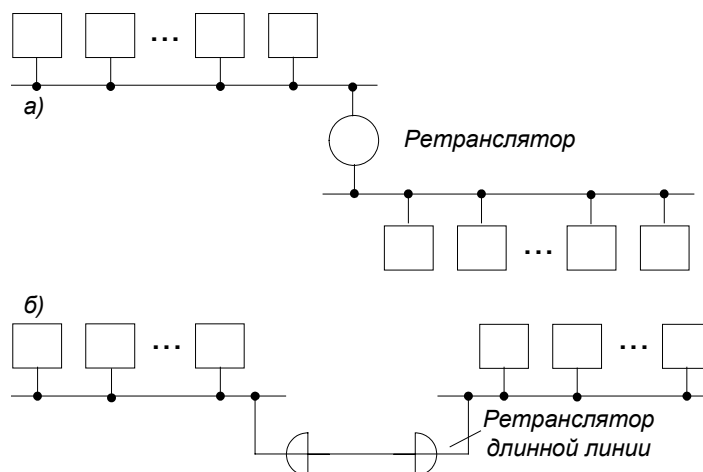 а)
Ретранслятор
б)
Ретранслятор
длинной линии